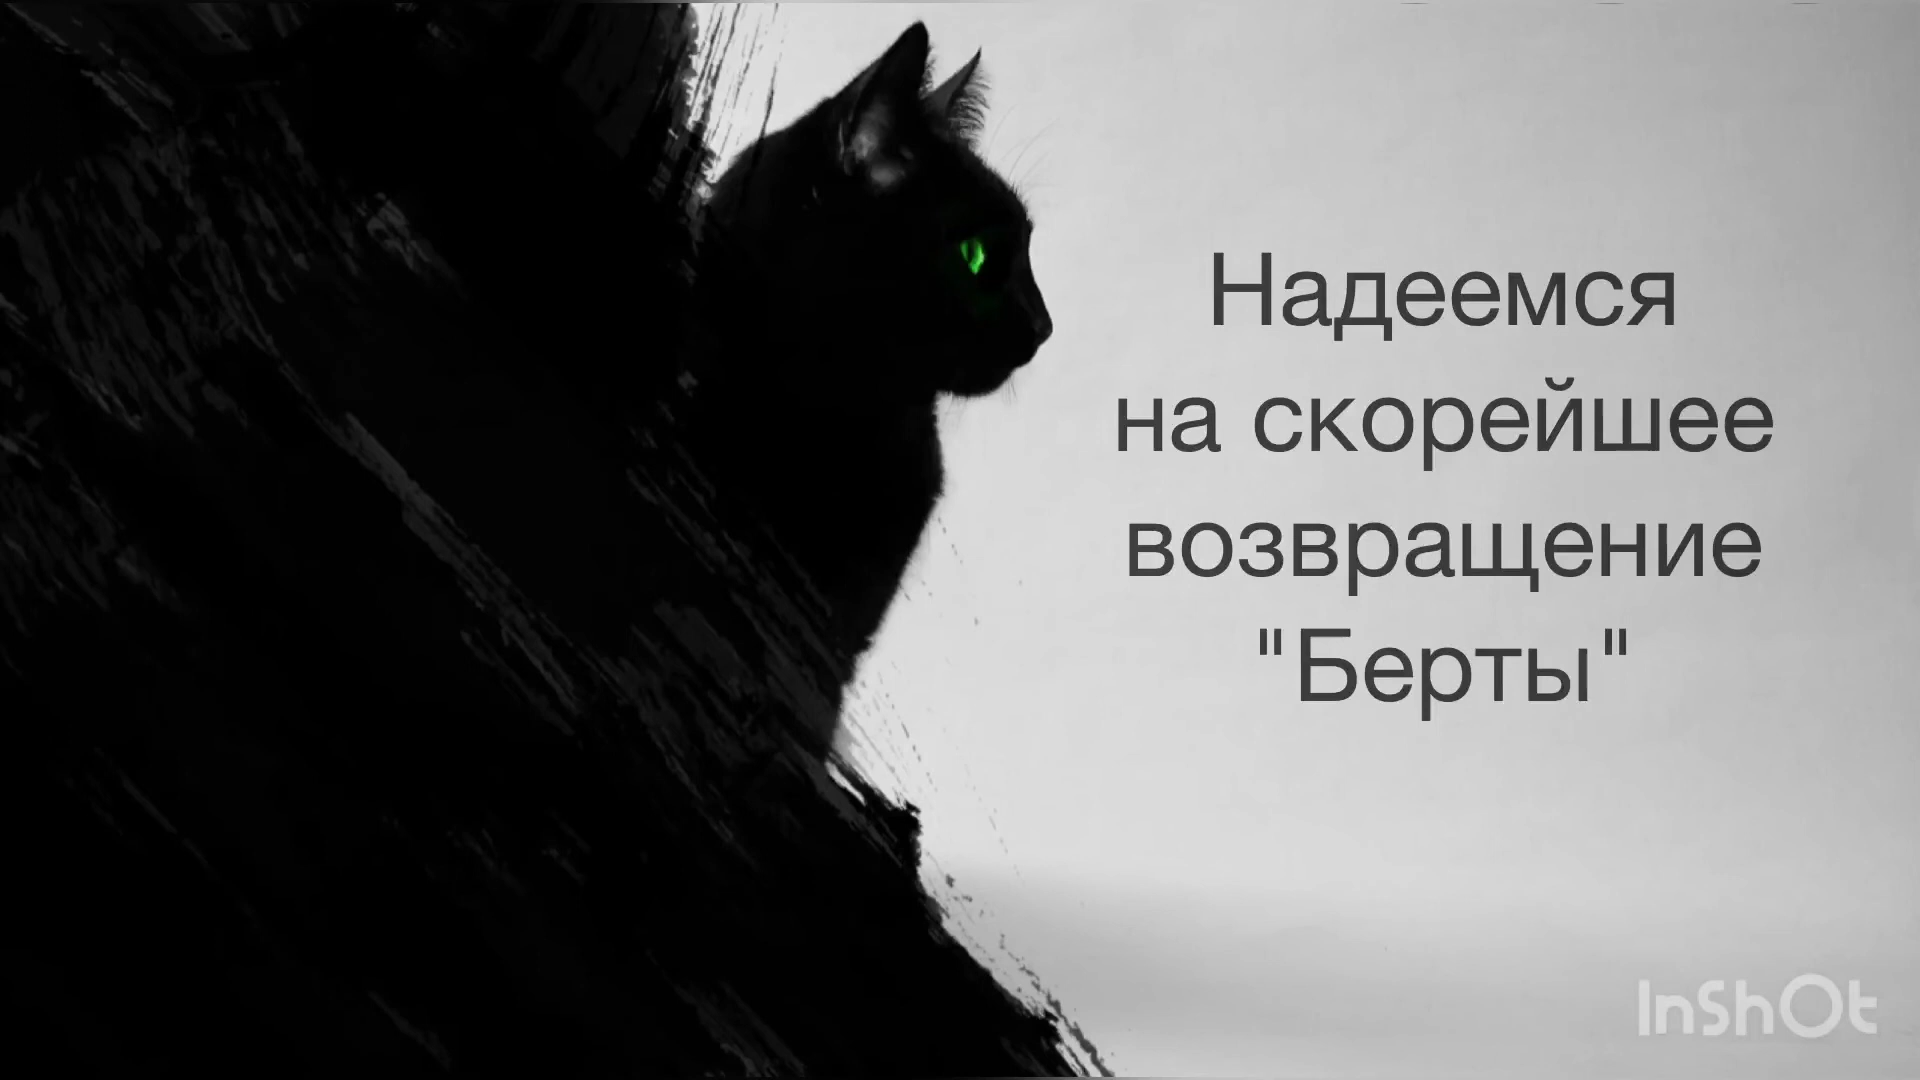 Надеемся
на скорейшее
возвращение
"Берты"
InShOt